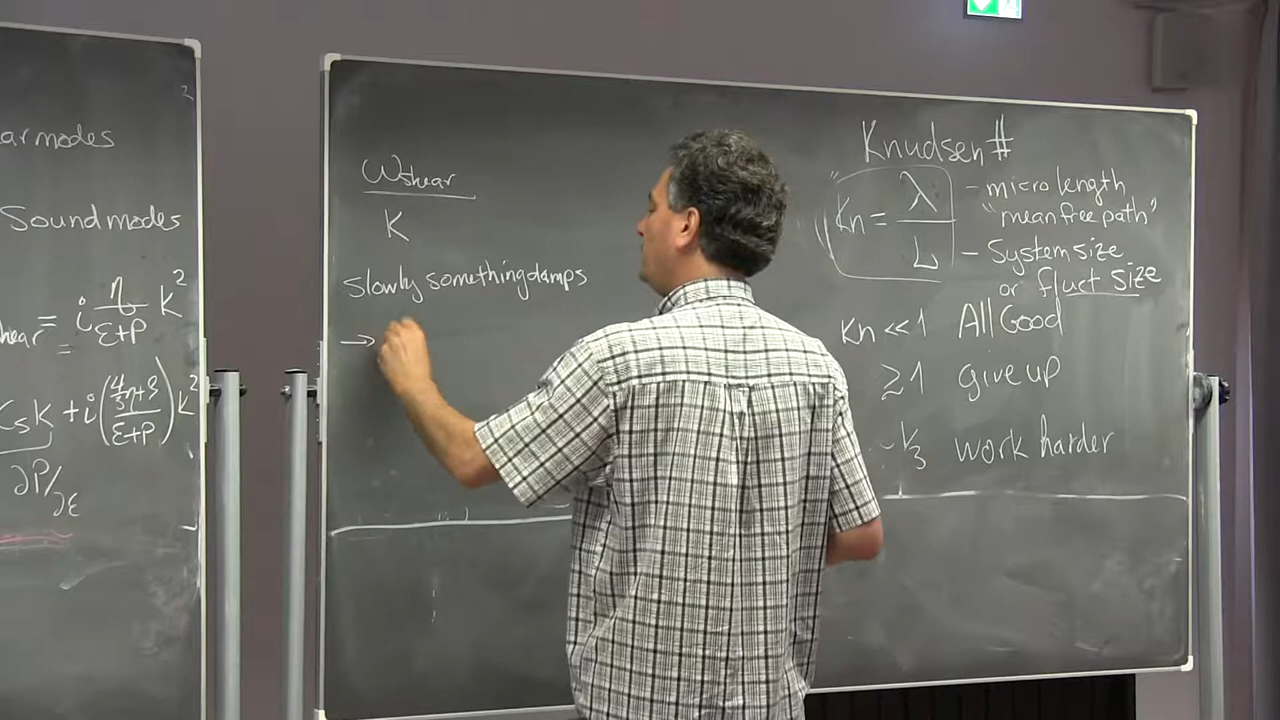 ar modes
Sound modes
hear = i η/(ε+P) k²
Csk + i((4/3η+ζ)/(ε+P))k²
∂P/∂ε
ωshear
K
Slowly something damps
→
Knudsen #
Kn = λ/L
- micro length
"mean free path"
- System size
or fluct size
Kn << 1 All Good
≥1 give up
~1/3 work harder